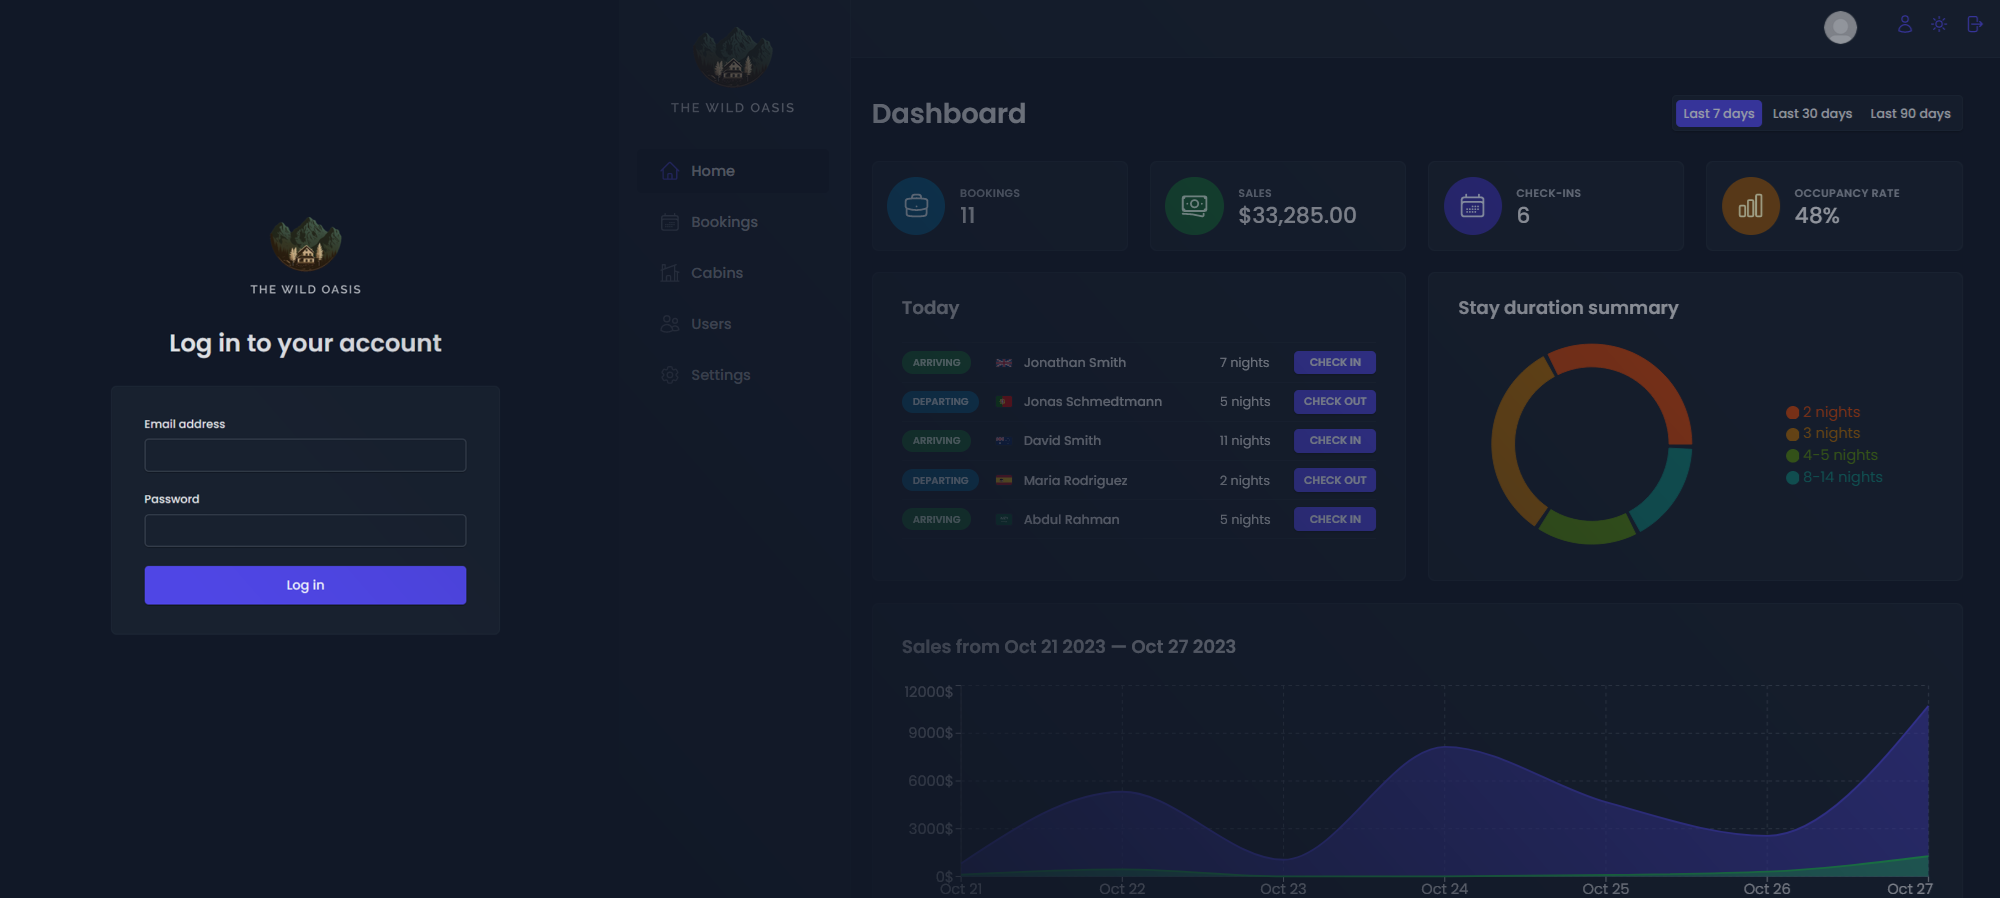 THE WILD OASIS
Log in to your account
Email address
Password
Log in
THE WILD OASIS
Home
Bookings
Cabins
Users
Settings
Dashboard
Last 7 days Last 30 days Last 90 days
BOOKINGS
11
SALES
$33,285.00
CHECK-INS
6
OCCUPANCY RATE
48%
Today
ARRIVING Jonathan Smith 7 nights CHECK IN
DEPARTING Jonas Schmedtmann 5 nights CHECK OUT
ARRIVING David Smith 11 nights CHECK IN
DEPARTING Maria Rodriguez 2 nights CHECK OUT
ARRIVING Abdul Rahman 5 nights CHECK IN
Stay duration summary
2 nights
3 nights
4-5 nights
8-14 nights
Sales from Oct 21 2023 — Oct 27 2023
12000$
9000$
6000$
3000$
0$
Oct 21 Oct 22 Oct 23 Oct 24 Oct 25 Oct 26 Oct 27